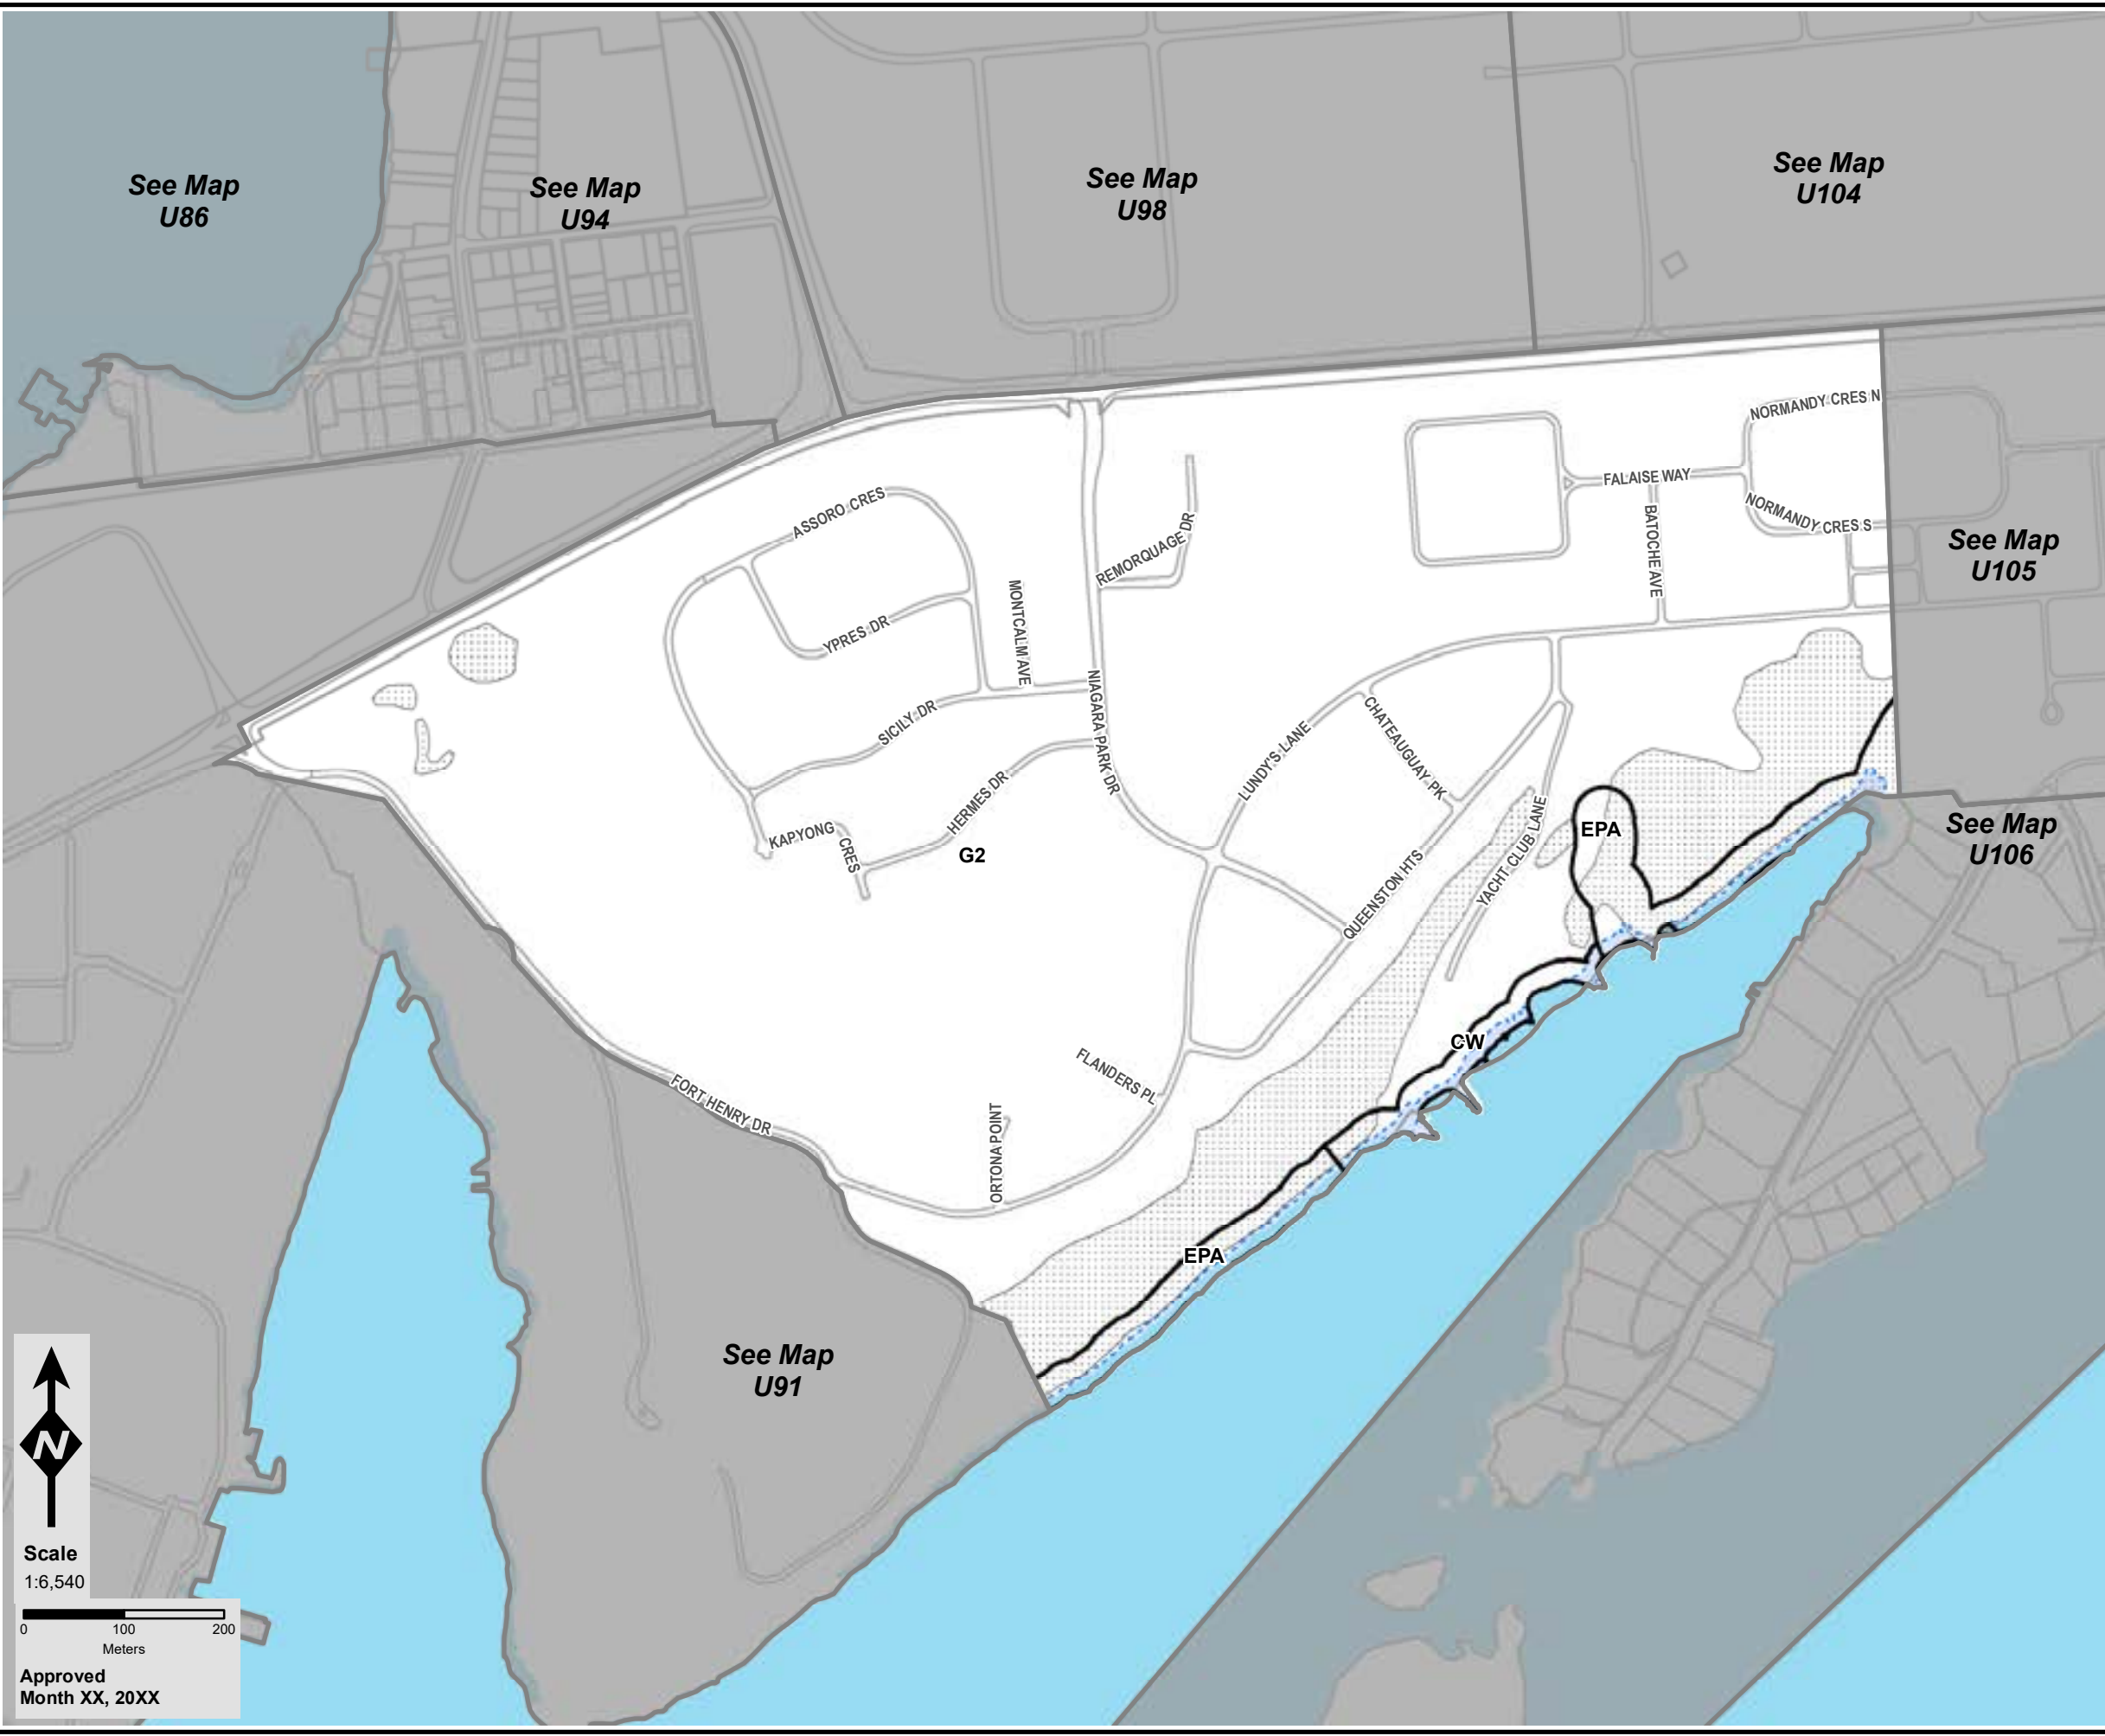 See Map
U86
See Map
U94
See Map
U98
See Map
U104
NORMANDY CRES N
FALAISE WAY
NORMANDY CRES S
BATOCHE AVE
ASSORO CRES
REMORQUAGE DR
YPRES DR
MONTCALM AVE
See Map
U105
NIAGARA PARK DR
SICILY DR
LUNDY'S LANE
CHATEAUGUAY PK
HERMES DR
KAPYONG
CRES
G2
YACHT CLUB LANE
EPA
See Map
U106
QUEENSTON HTS
CW
FLANDERS PL
FORT HENRY DR
ORTONA POINT
EPA
See Map
U91
N
Scale
1:6,540
0 100 200
Meters
Approved
Month XX, 20XX